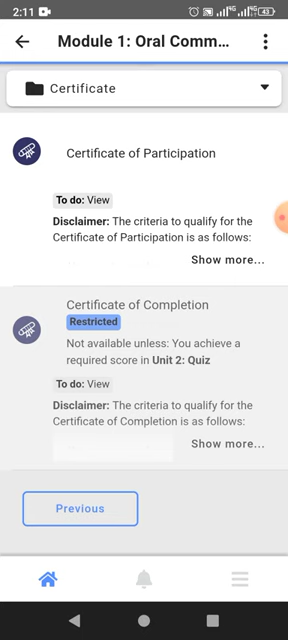 2:11
4G 4G 43
Module 1: Oral Comm...
Certificate
Certificate of Participation
To do: View
Disclaimer: The criteria to qualify for the
Certificate of Participation is as follows:
Show more...
Certificate of Completion
Restricted
Not available unless: You achieve a
required score in Unit 2: Quiz
To do: View
Disclaimer: The criteria to qualify for the
Certificate of Completion is as follows:
Show more...
Previous